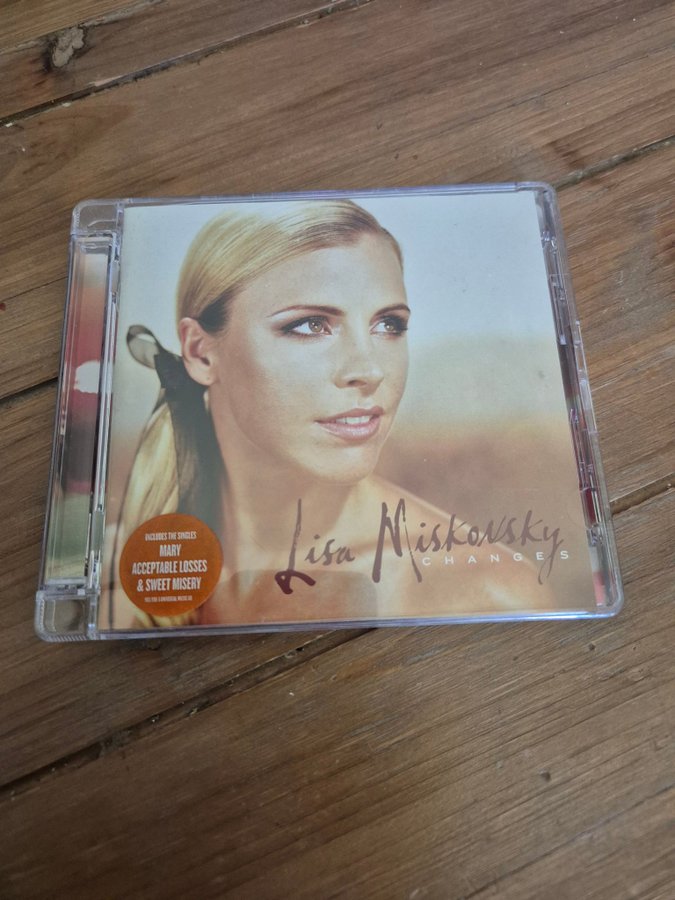 Lisa Miskovsky
CHANGES
INCLUDES THE SINGLES
MARY
ACCEPTABLE LOSSES
& SWEET MISERY